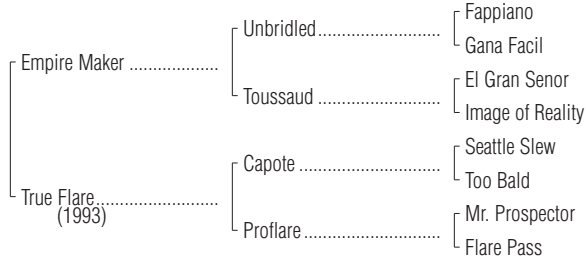 Fappiano
Unbridled
Gana Facil
Empire Maker
El Gran Senor
Toussaud
Image of Reality
Seattle Slew
Capote
Too Bald
True Flare
(1993)
Mr. Prospector
Proflare
Flare Pass